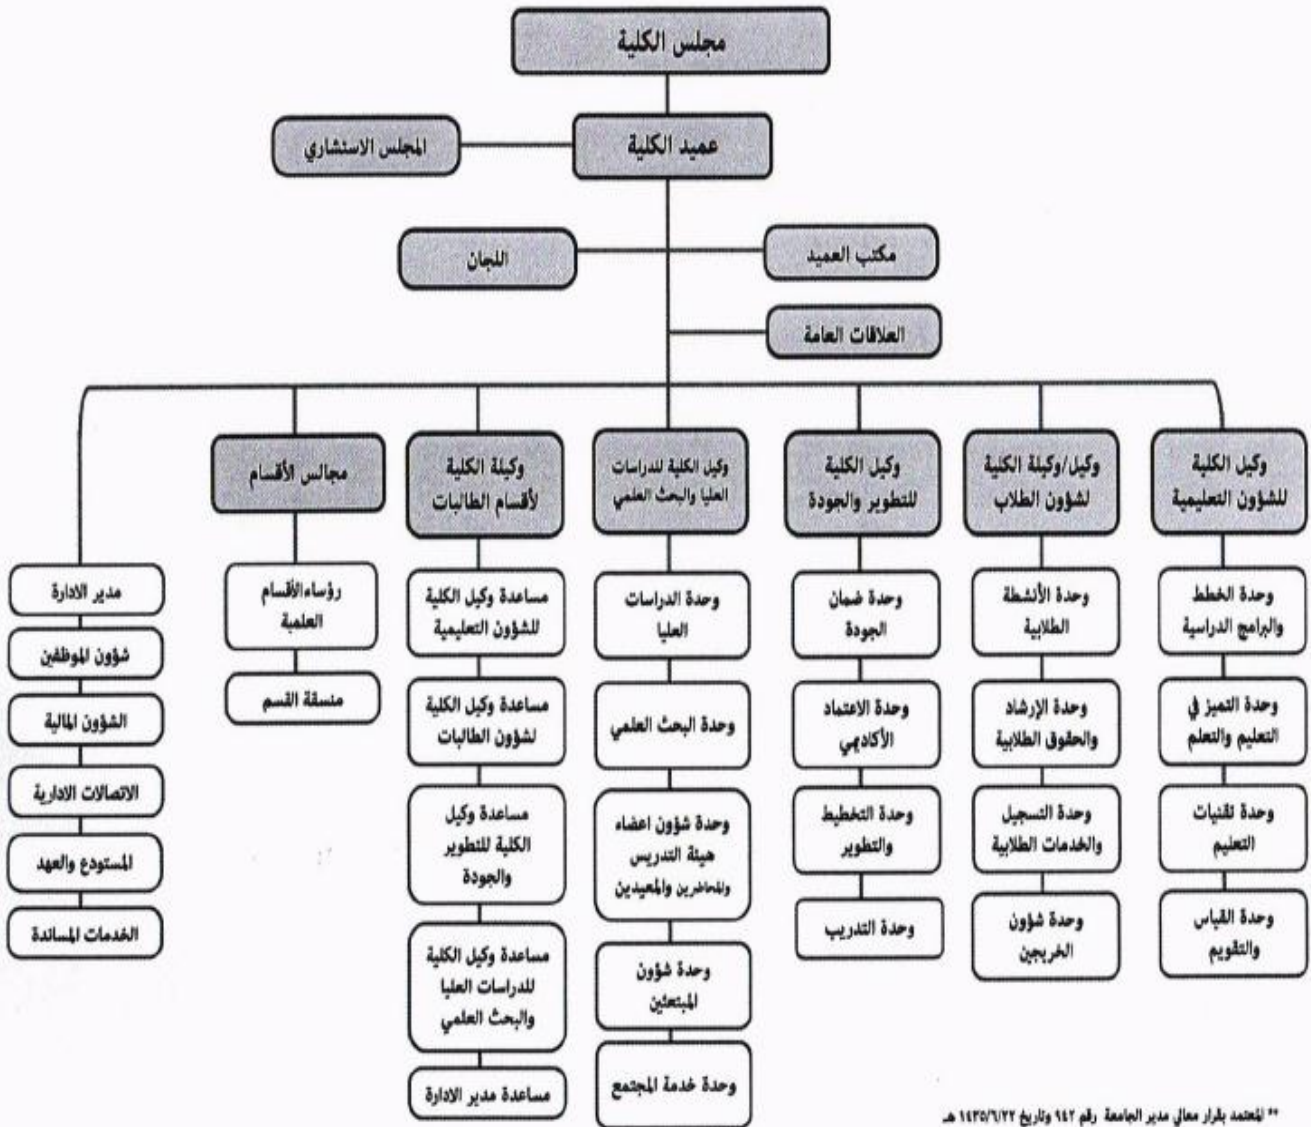 مجلس الكلية
عميد الكلية
المجلس الاستشاري
مكتب العميد
اللجان
العلاقات العامة
وكيل الكلية
للشؤون التعليمية
وحدة الخطط
والبرامج الدراسية
وحدة التميز في
التعليم والتعلم
وحدة تقنيات
التعليم
وحدة القياس
والتقويم
وكيل/وكيلة الكلية
لشؤون الطلاب
وحدة الأنشطة
الطلابية
وحدة الإرشاد
والحقوق الطلابية
وحدة التسجيل
والخدمات الطلابية
وحدة شؤون
الخريجين
وكيل الكلية
للتطوير والجودة
وحدة ضمان
الجودة
وحدة الاعتماد
الأكاديمي
وحدة التخطيط
والتطوير
وحدة التدريب
وكيل الكلية للدراسات
العليا والبحث العلمي
وحدة الدراسات
العليا
وحدة البحث العلمي
وحدة شؤون اعضاء
هيئة التدريس
والمحاضرين والمعيدين
وحدة شؤون
المبتعثين
وحدة خدمة المجتمع
وكيلة الكلية
لأقسام الطالبات
مساعدة وكيل الكلية
للشؤون التعليمية
مساعدة وكيل الكلية
لشؤون الطالبات
مساعدة وكيل
الكلية للتطوير
والجودة
مساعدة وكيل الكلية
للدراسات العليا
والبحث العلمي
مساعدة مدير الادارة
مجالس الأقسام
رؤساء الأقسام
العلمية
منسقة القسم
مدير الادارة
شؤون الموظفين
الشؤون المالية
الاتصالات الادارية
المستودع والعهد
الخدمات المساندة
** المعتمد بقرار معالي مدير الجامعة رقم ٩٤٢ وتاريخ ١٤٣٥/٦/٢٢ هـ